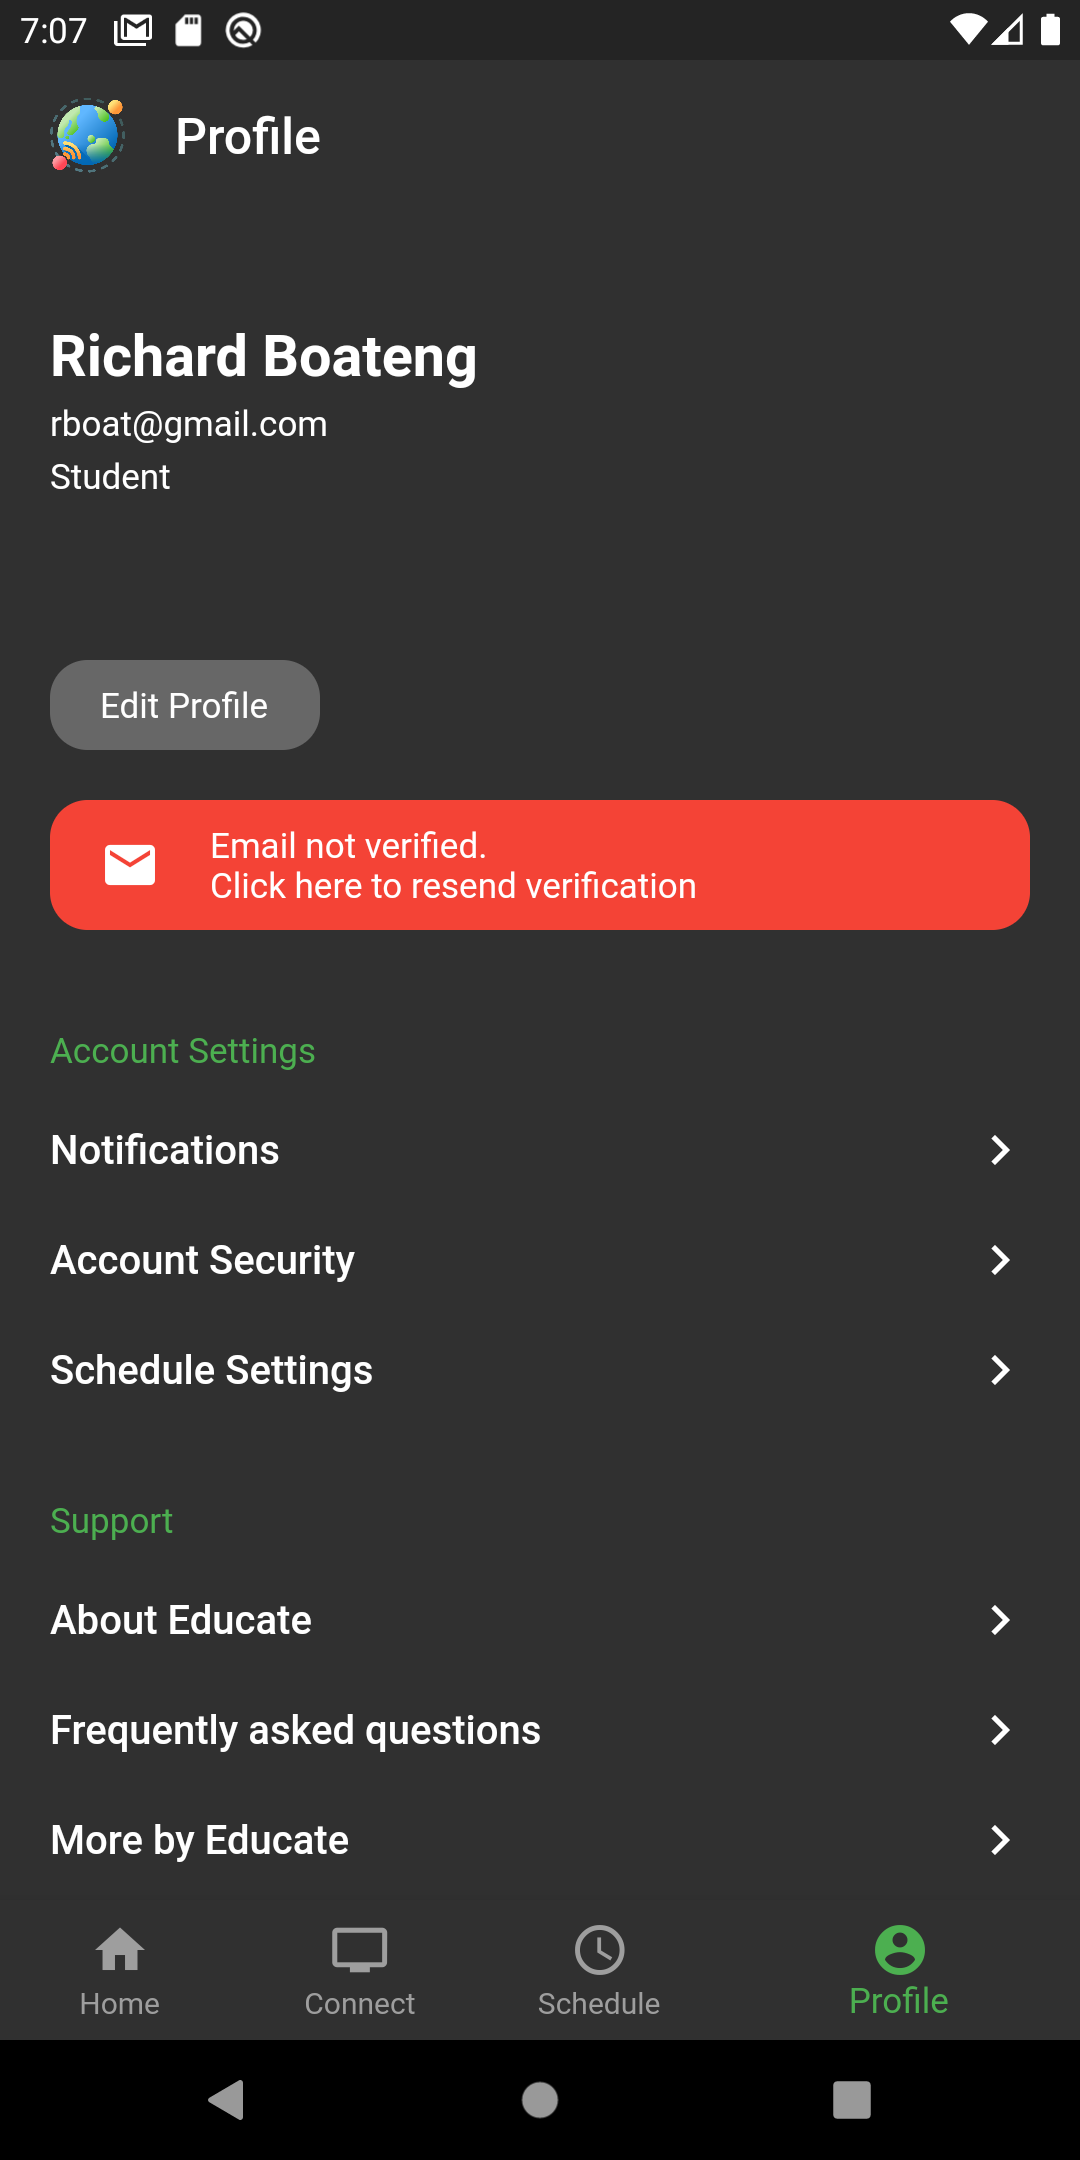 7:07
Profile
Richard Boateng
rboat@gmail.com
Student
Edit Profile
Email not verified.
Click here to resend verification
Account Settings
Notifications
Account Security
Schedule Settings
Support
About Educate
Frequently asked questions
More by Educate
Home Connect Schedule Profile